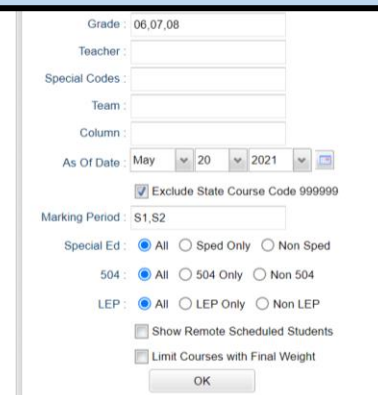 Grade : 06,07,08
Teacher :
Special Codes :
Team :
Column :
As Of Date : May 20 2021
Exclude State Course Code 999999
Marking Period : S1,S2
Special Ed : All Sped Only Non Sped
504 : All 504 Only Non 504
LEP : All LEP Only Non LEP
Show Remote Scheduled Students
Limit Courses with Final Weight
OK